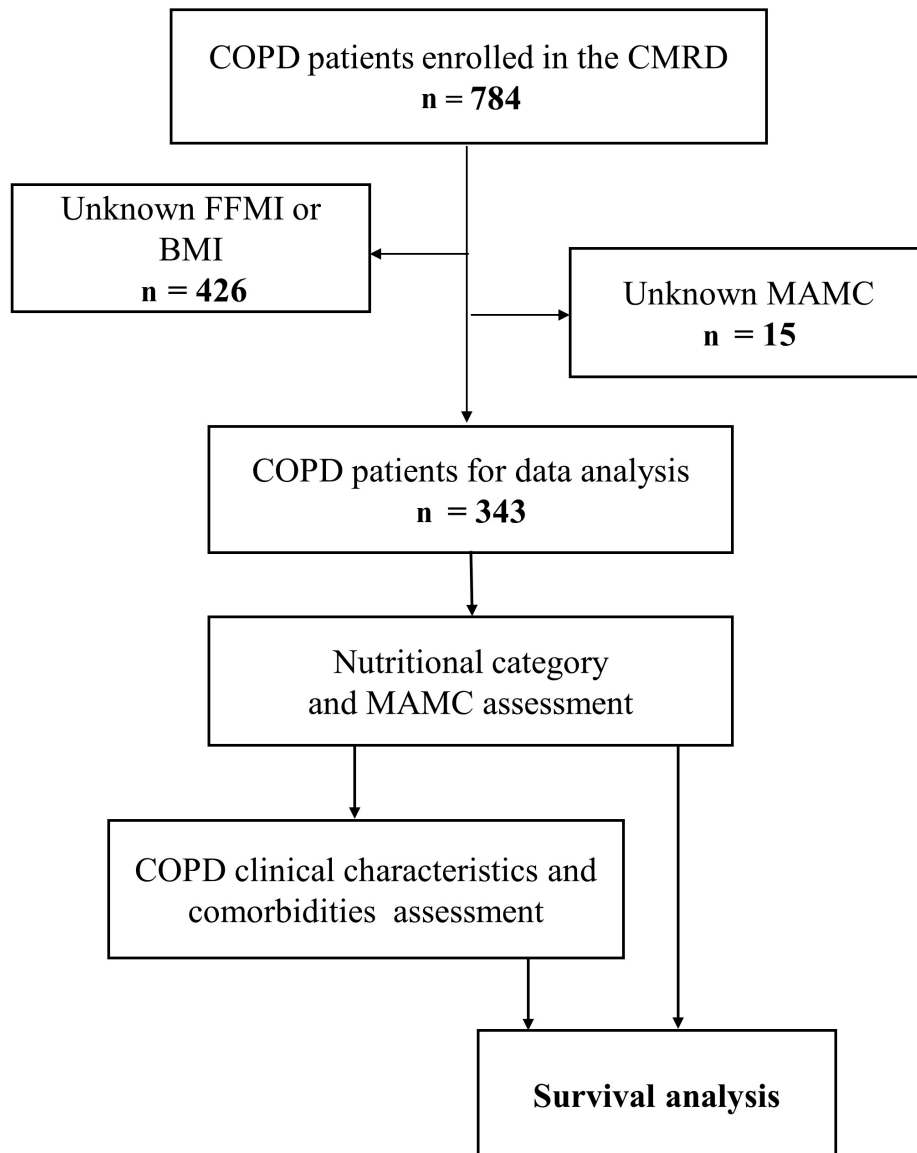 COPD patients enrolled in the CMRD
n = 784
Unknown FFMI or
BMI
n = 426
Unknown MAMC
n = 15
COPD patients for data analysis
n = 343
Nutritional category
and MAMC assessment
COPD clinical characteristics and
comorbidities assessment
Survival analysis